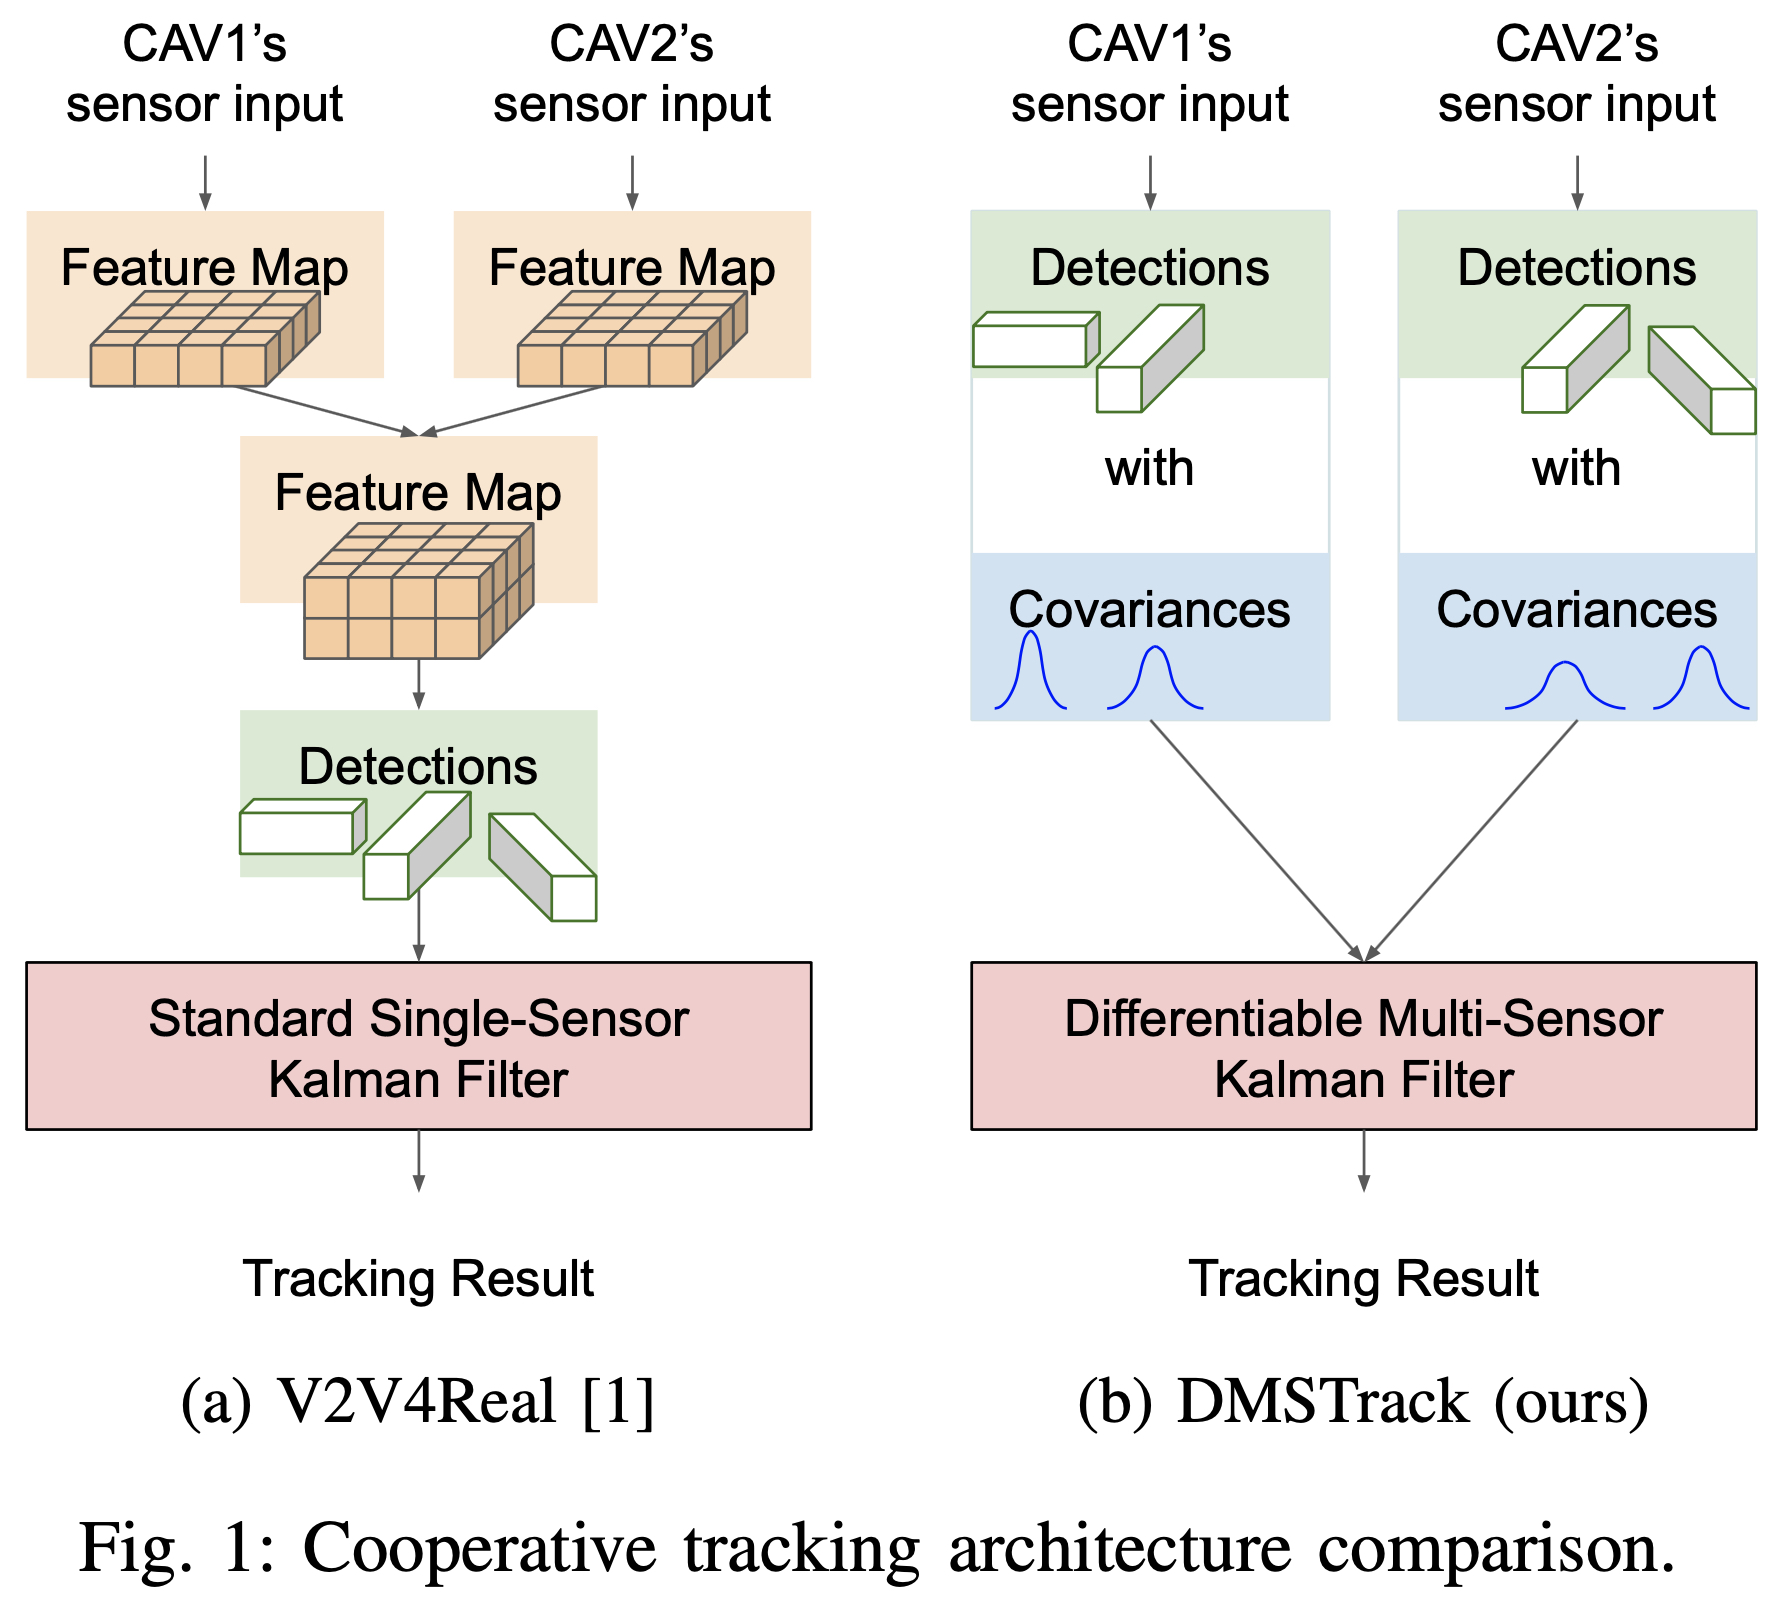 CAV1's
sensor input
CAV2's
sensor input
Feature Map
Feature Map
Feature Map
Detections
Standard Single-Sensor
Kalman Filter
Tracking Result
(a) V2V4Real [1]
CAV1's
sensor input
CAV2's
sensor input
Detections
with
Covariances
Detections
with
Covariances
Differentiable Multi-Sensor
Kalman Filter
Tracking Result
(b) DMSTrack (ours)
Fig. 1: Cooperative tracking architecture comparison.